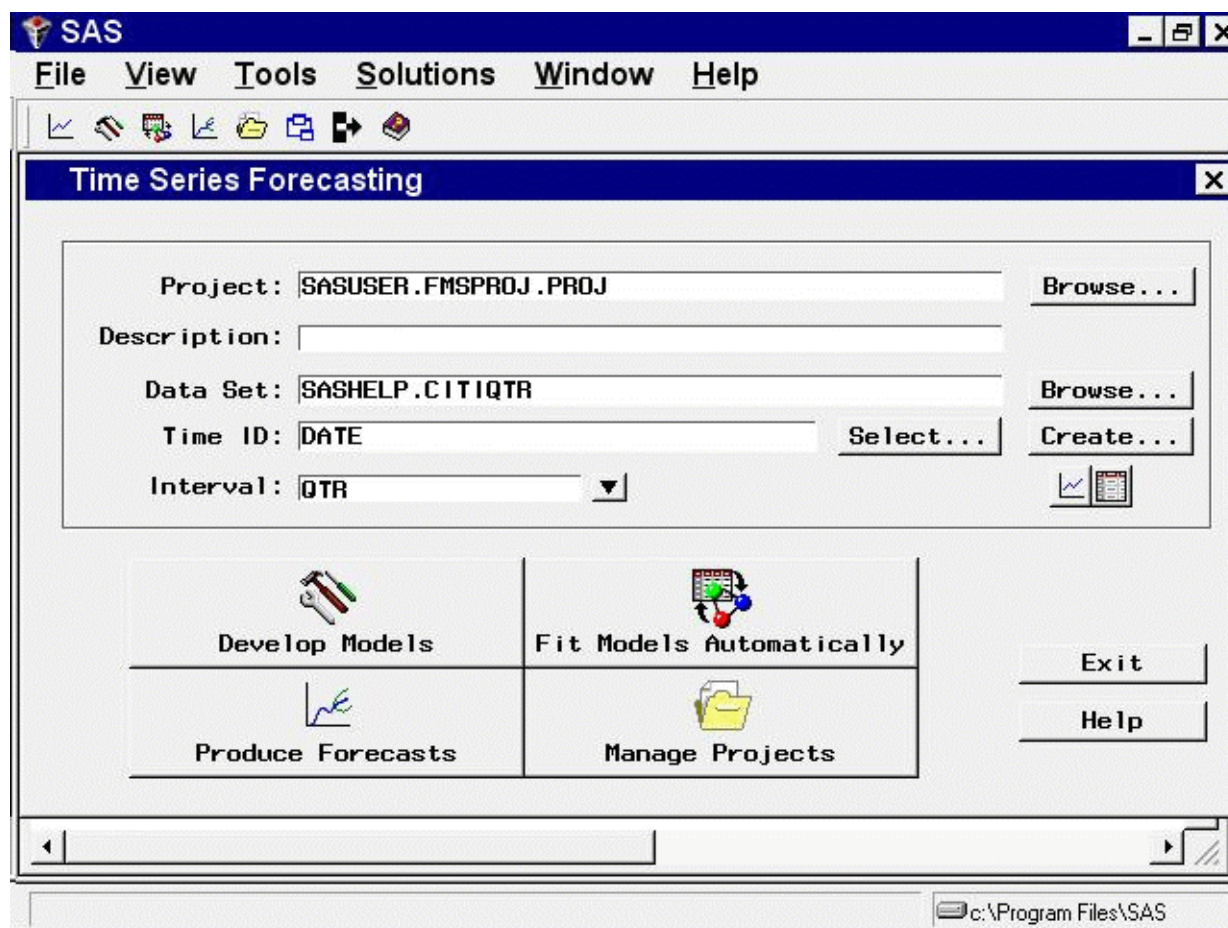 SAS
File View Tools Solutions Window Help
Time Series Forecasting
Project: SASUSER.FMSPROJ.PROJ Browse...
Description:
Data Set: SASHELP.CITIQTR Browse...
Time ID: DATE Select... Create...
Interval: QTR
Develop Models Fit Models Automatically
Exit
Help
Produce Forecasts Manage Projects
c:\Program Files\SAS